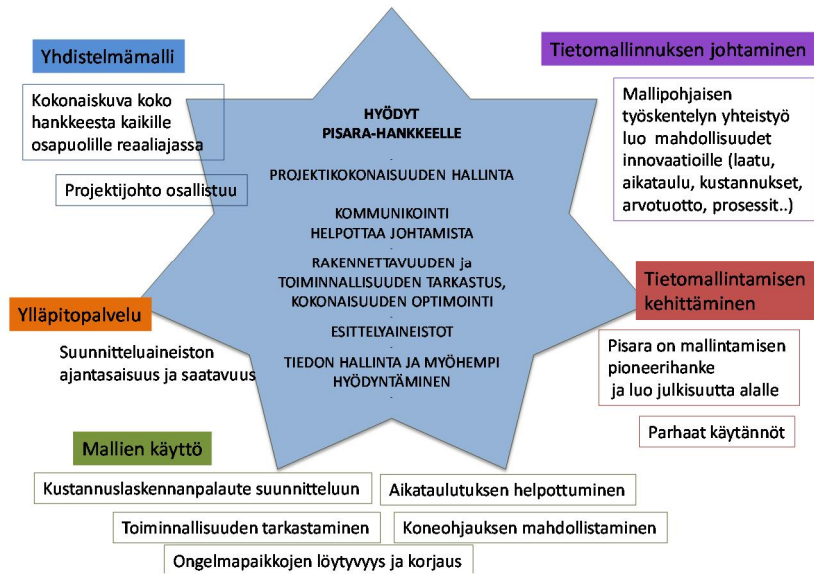 Yhdistelmämalli
Kokonaiskuva koko
hankkeesta kaikille
osapuolille reaaliajassa
Projektijohto osallistuu
Ylläpitopalvelu
Suunnitteluaineiston
ajantasaisuus ja saatavuus
HYÖDYT
PISARA-HANKKEELLE
PROJEKTIKOKONAISUUDEN HALLINTA
KOMMUNIKOINTI
HELPOTTAA JOHTAMISTA
RAKENNETTAVUUDEN ja
TOIMINNALLISUUDEN TARKASTUS,
KOKONAISUUDEN OPTIMOINTI
ESITTELYAINEISTOT
TIEDON HALLINTA JA MYÖHEMPI
HYÖDYNTÄMINEN
Tietomallinnuksen johtaminen
Mallipohjaisen
työskentelyn yhteistyö
luo mahdollisuudet
innovaatioille (laatu,
aikataulu, kustannukset,
arvotuotto, prosessit..)
Tietomallintamisen
kehittäminen
Pisara on mallintamisen
pioneerihanke
ja luo julkisuutta alalle
Parhaat käytännöt
Mallien käyttö
Kustannuslaskennanpalaute suunnitteluun
Aikataulutuksen helpottuminen
Toiminnallisuuden tarkastaminen
Koneohjauksen mahdollistaminen
Ongelmapaikkojen löytyvyys ja korjaus